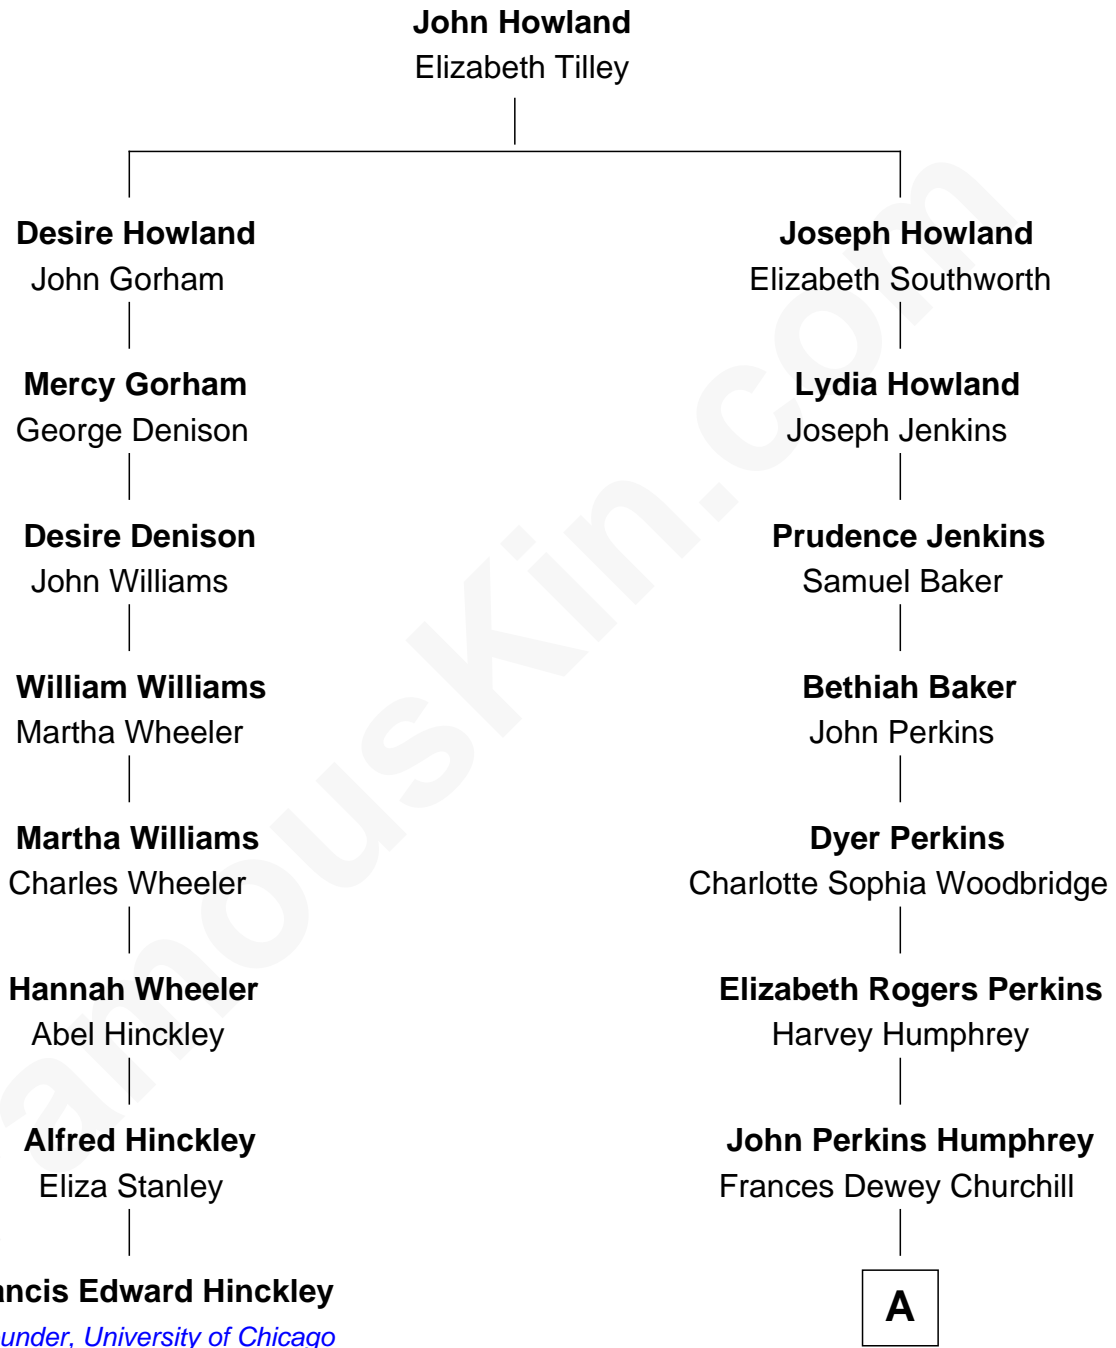 John Howland
Elizabeth Tilley
Desire Howland
John Gorham
Joseph Howland
Elizabeth Southworth
Mercy Gorham
George Denison
Lydia Howland
Joseph Jenkins
Desire Denison
John Williams
Prudence Jenkins
Samuel Baker
William Williams
Martha Wheeler
Bethiah Baker
John Perkins
Martha Williams
Charles Wheeler
Dyer Perkins
Charlotte Sophia Woodbridge
Hannah Wheeler
Abel Hinckley
Elizabeth Rogers Perkins
Harvey Humphrey
Alfred Hinckley
Eliza Stanley
John Perkins Humphrey
Frances Dewey Churchill
ancis Edward Hinckley
under, University of Chicago
A
amouskin.com